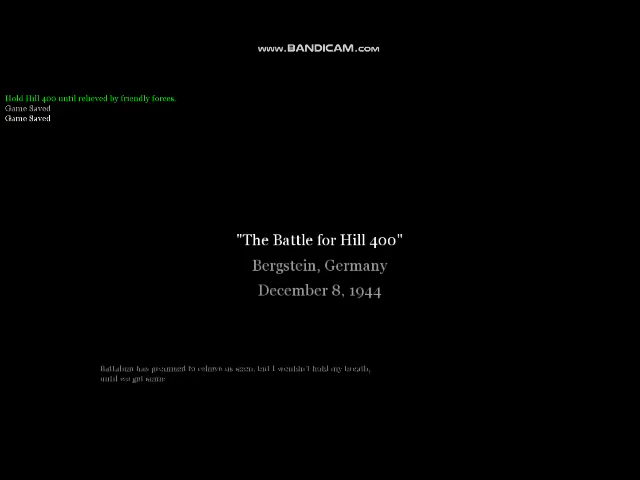 www.BANDICAM.com
Hold Hill 400 until relieved by friendly forces.
Game Saved
Game Saved
"The Battle for Hill 400"
Bergstein, Germany
December 8, 1944
Battalion has promised to relieve us soon, but I wouldn't hold my breath,
until we get some